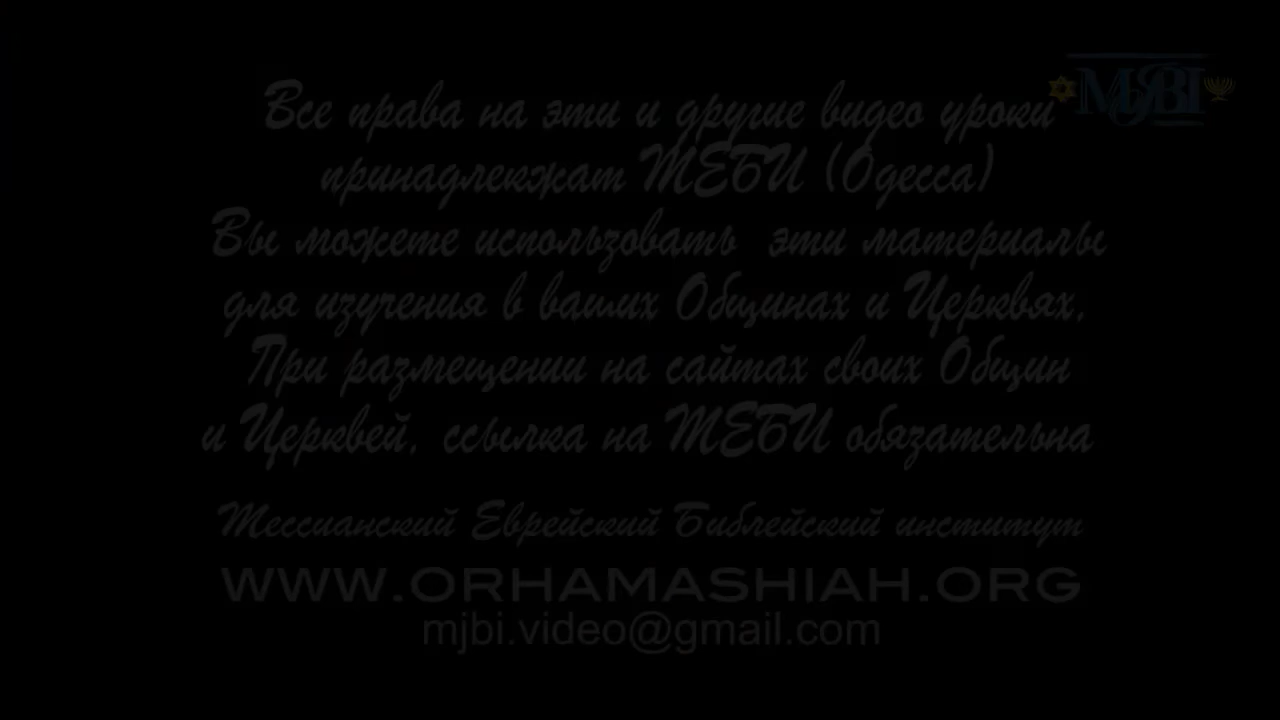 Все права на эти и другие видео уроки
принадлекжат МЕБИ (Одесса)
Вы можете использовать эти материалы
для изучения в ваших Общинах и Церквях.
При размещении на сайтах своих Общин
и Церквей, ссылка на МЕБИ обязательна
Мессианский Еврейский Библейский институт
WWW.ORHAMASHIAH.ORG
mjbi.video@gmail.com
MJBI